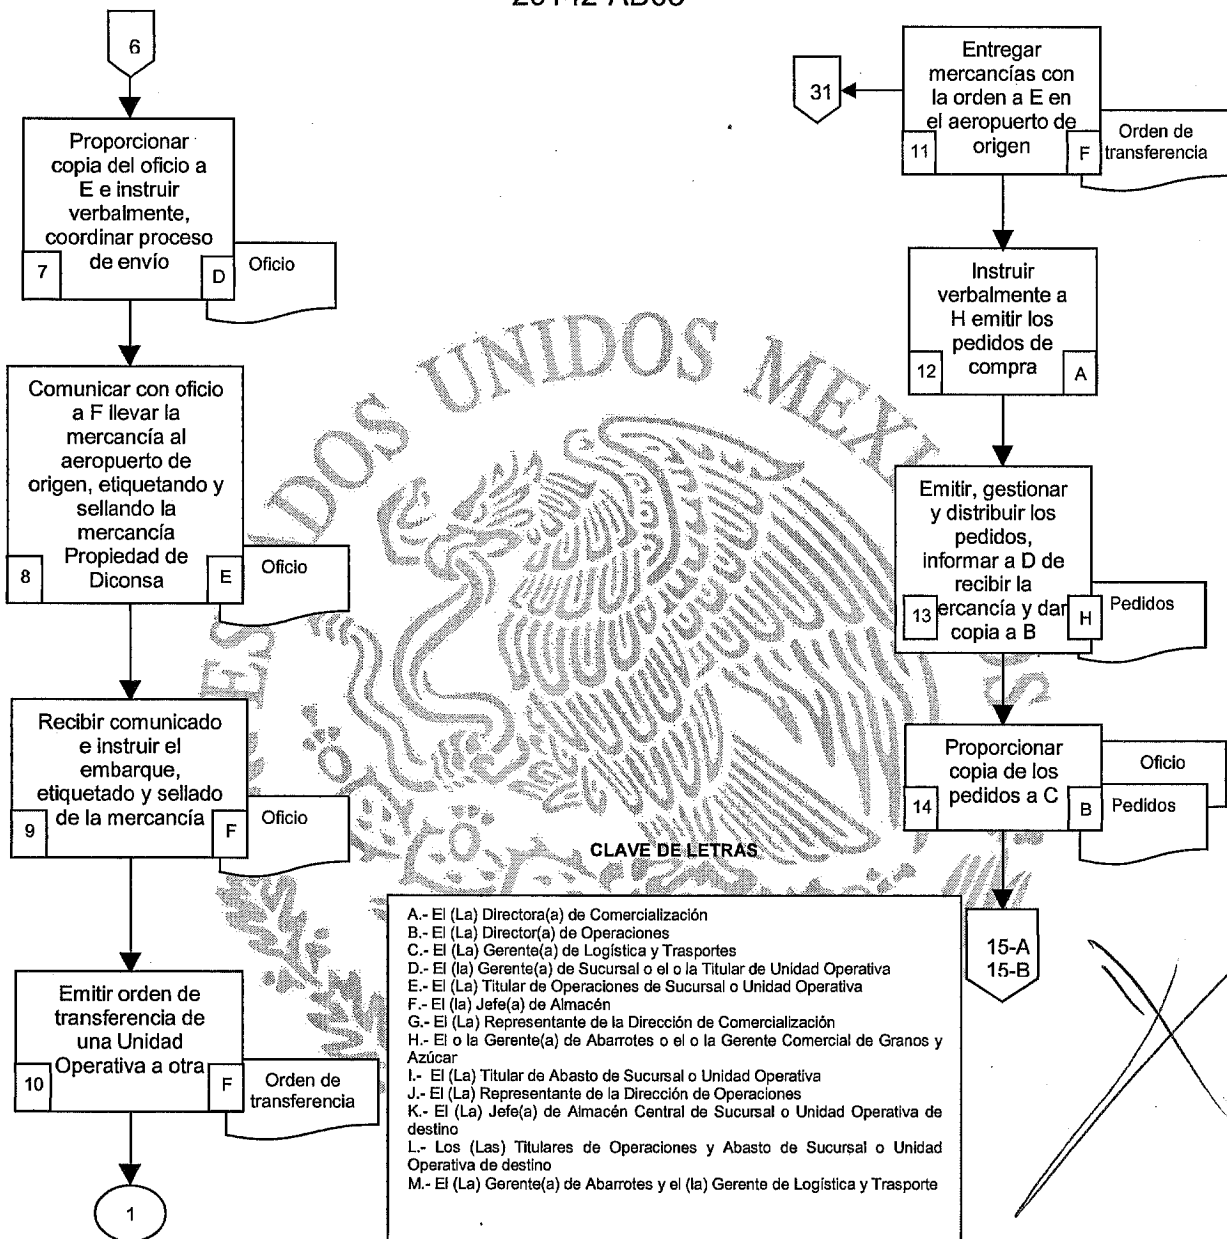 6
Proporcionar
copia del oficio a
E e instruir
verbalmente,
coordinar proceso
de envío
7
D
Oficio
Comunicar con oficio
a F llevar la
mercancía al
aeropuerto de
origen, etiquetando y
sellando la
mercancía
Propiedad de
Diconsa
8
E
Oficio
Recibir comunicado
e instruir el
embarque,
etiquetado y sellado
de la mercancía
9
F
Oficio
Emitir orden de
transferencia de
una Unidad
Operativa a otra
10
F
Orden de
transferencia
1
31
Entregar
mercancías con
la orden a E en
el aeropuerto de
origen
11
F
Orden de
transferencia
Instruir
verbalmente a
H emitir los
pedidos de
compra
12
A
Emitir, gestionar
y distribuir los
pedidos,
informar a D de
recibir la
ercancía y dar
copia a B
13
H
Pedidos
Proporcionar
copia de los
pedidos a C
14
B
Oficio
Pedidos
15-A
15-B
UNIDOS
CLAVE DE LETRAS
A.- El (La) Directora(a) de Comercialización
B.- El (La) Director(a) de Operaciones
C.- El (La) Gerente(a) de Logística y Trasportes
D.- El (la) Gerente(a) de Sucursal o el o la Titular de Unidad Operativa
E.- El (La) Titular de Operaciones de Sucursal o Unidad Operativa
F.- El (la) Jefe(a) de Almacén
G.- El (La) Representante de la Dirección de Comercialización
H.- El o la Gerente(a) de Abarrotes o el o la Gerente Comercial de Granos y
Azúcar
I.- El (La) Titular de Abasto de Sucursal o Unidad Operativa
J.- El (La) Representante de la Dirección de Operaciones
K.- El (La) Jefe(a) de Almacén Central de Sucursal o Unidad Operativa de
destino
L.- Los (Las) Titulares de Operaciones y Abasto de Sucursal o Unidad
Operativa de destino
M.- El (La) Gerente(a) de Abarrotes y el (la) Gerente de Logística y Trasporte